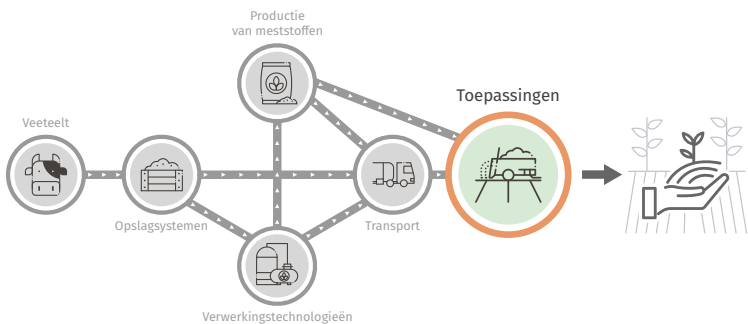 Productie
van meststoffen
Toepassingen
Veeteelt
Opslagsystemen
Transport
Verwerkingstechnologieën